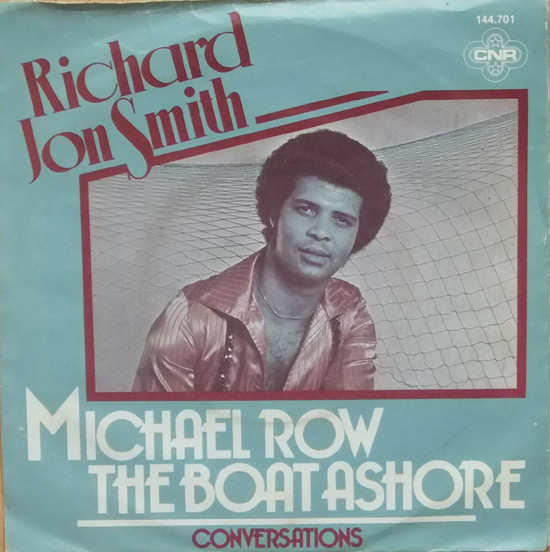 144.701
CNR
Richard
Jon Smith
MICHAEL ROW
THE BOAT ASHORE
CONVERSATIONS